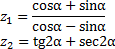 z₁ = (cosα + sinα)/(cosα − sinα)
z₂ = tg2α + sec2α